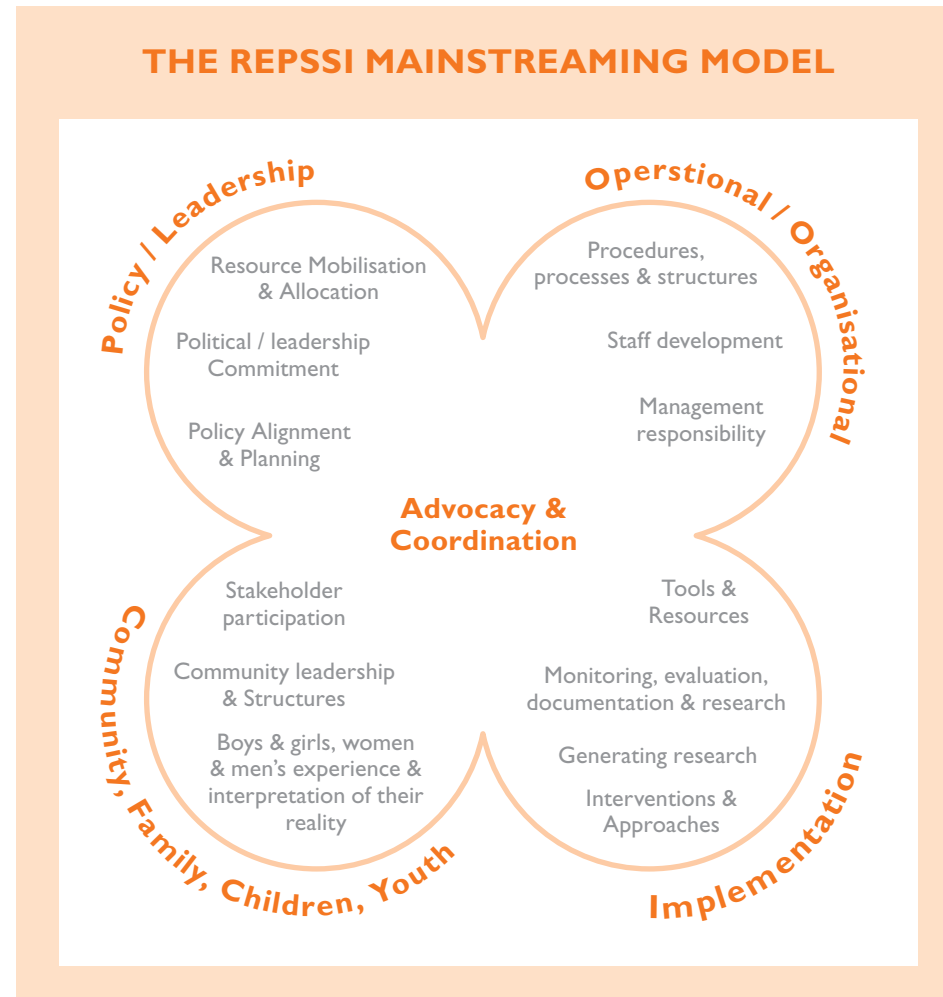 THE REPSSI MAINSTREAMING MODEL
Policy / Leadership
Resource Mobilisation
& Allocation
Political / leadership
Commitment
Policy Alignment
& Planning
Operstional / Organisational
Procedures,
processes & structures
Staff development
Management
responsibility
Advocacy &
Coordination
Community, Family, Children, Youth
Stakeholder
participation
Community leadership
& Structures
Boys & girls, women
& men's experience &
interpretation of their
reality
Implementation
Tools &
Resources
Monitoring, evaluation,
documentation & research
Generating research
Interventions &
Approaches